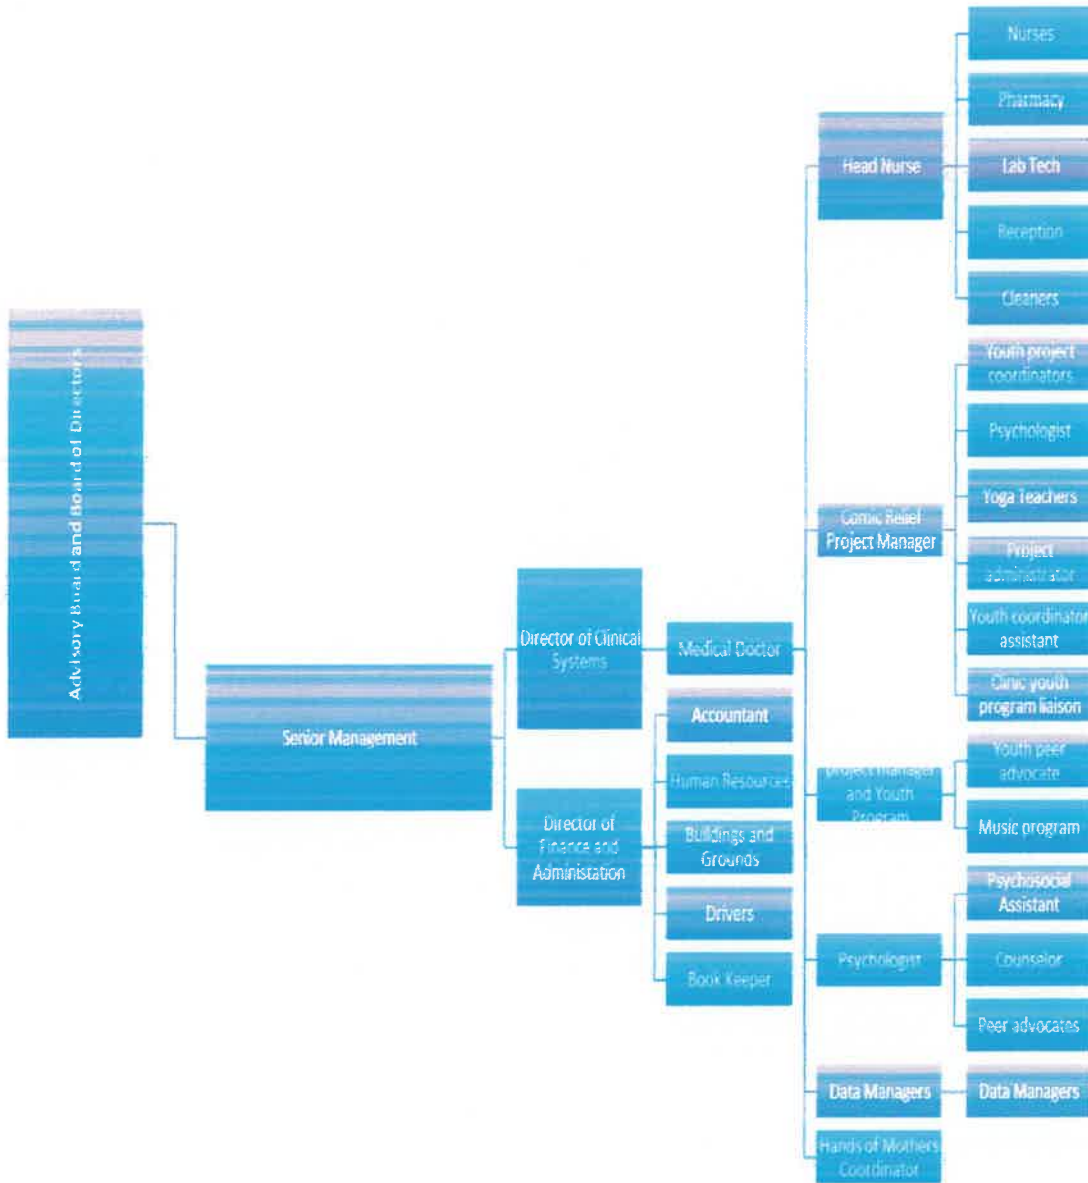 Advisory Board and Board of Directors
Senior Management
Director of Clinical
Systems
Director of
Finance and
Administation
Medical Doctor
Accountant
Human Resources
Buildings and
Grounds
Drivers
Book Keeper
Head Nurse
Nurses
Pharmacy
Lab Tech
Reception
Cleaners
Comic Relief
Project Manager
Youth project
coordinators
Psychologist
Yoga Teachers
Project
administrator
Youth coordinator
assistant
Clinic youth
program liaison
project manager
and Youth
Program
Youth peer
advocate
Music program
Psychologist
Psychosocial
Assistant
Counselor
Peer advocates
Data Managers
Data Managers
Hands of Mothers
Coordinator